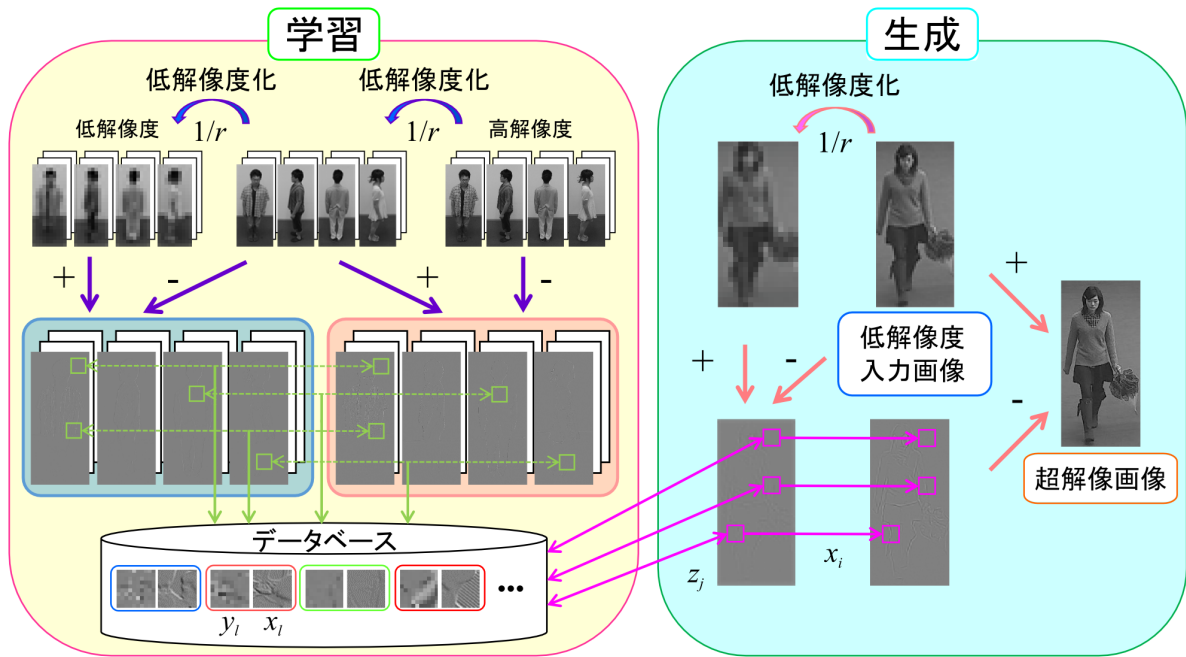 学習
低解像度化
低解像度化
低解像度
1/r
1/r
高解像度
+
-
+
-
データベース
y_l
x_l
•••
生成
低解像度化
1/r
低解像度
入力画像
+
-
+
-
超解像画像
z_j
x_i